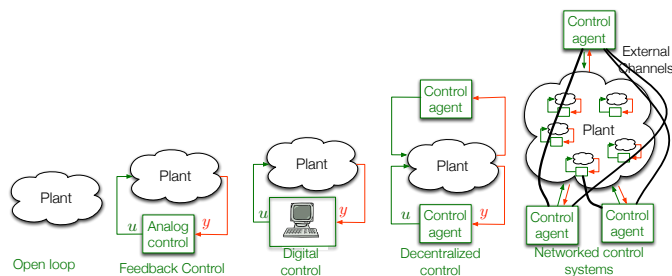 Plant
Open loop
Plant
Analog
control
u
y
Feedback Control
Plant
u
y
Digital
control
Control
agent
Plant
Control
agent
u
y
Decentralized
control
Control
agent
External
Channels
Plant
Control
agent
Control
agent
Networked control
systems